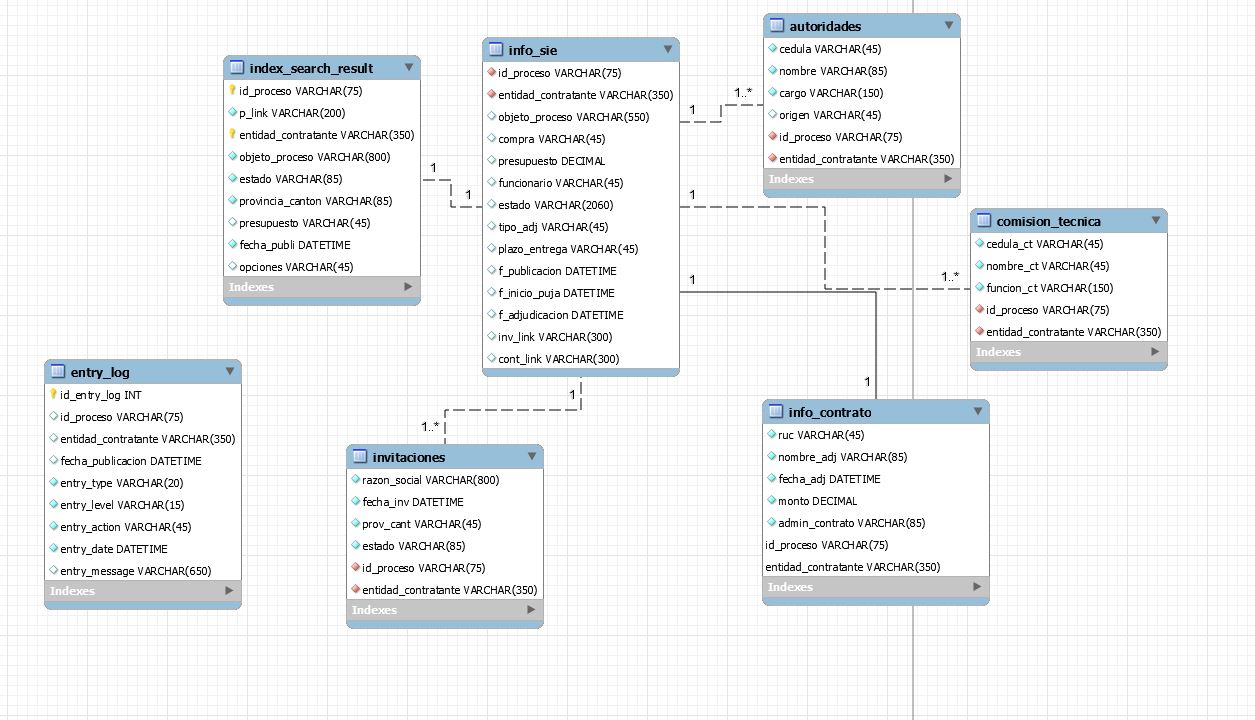 index_search_result
id_proceso VARCHAR(75)
p_link VARCHAR(200)
entidad_contratante VARCHAR(350)
objeto_proceso VARCHAR(800)
estado VARCHAR(85)
provincia_canton VARCHAR(85)
presupuesto VARCHAR(45)
fecha_publi DATETIME
opciones VARCHAR(45)
Indexes
1
1
info_sie
id_proceso VARCHAR(75)
entidad_contratante VARCHAR(350)
objeto_proceso VARCHAR(550)
compra VARCHAR(45)
presupuesto DECIMAL
funcionario VARCHAR(45)
estado VARCHAR(2060)
tipo_adj VARCHAR(45)
plazo_entrega VARCHAR(45)
f_publicacion DATETIME
f_inicio_puja DATETIME
f_adjudicacion DATETIME
inv_link VARCHAR(300)
cont_link VARCHAR(300)
1
1..*
autoridades
cedula VARCHAR(45)
nombre VARCHAR(85)
cargo VARCHAR(150)
origen VARCHAR(45)
id_proceso VARCHAR(75)
entidad_contratante VARCHAR(350)
Indexes
1
1..*
comision_tecnica
cedula_ct VARCHAR(45)
nombre_ct VARCHAR(45)
funcion_ct VARCHAR(150)
id_proceso VARCHAR(75)
entidad_contratante VARCHAR(350)
Indexes
1
1
entry_log
id_entry_log INT
id_proceso VARCHAR(75)
entidad_contratante VARCHAR(350)
fecha_publicacion DATETIME
entry_type VARCHAR(20)
entry_level VARCHAR(15)
entry_action VARCHAR(45)
entry_date DATETIME
entry_message VARCHAR(650)
Indexes
1
1..*
invitaciones
razon_social VARCHAR(800)
fecha_inv DATETIME
prov_cant VARCHAR(45)
estado VARCHAR(85)
id_proceso VARCHAR(75)
entidad_contratante VARCHAR(350)
Indexes
info_contrato
ruc VARCHAR(45)
nombre_adj VARCHAR(85)
fecha_adj DATETIME
monto DECIMAL
admin_contrato VARCHAR(85)
id_proceso VARCHAR(75)
entidad_contratante VARCHAR(350)
Indexes